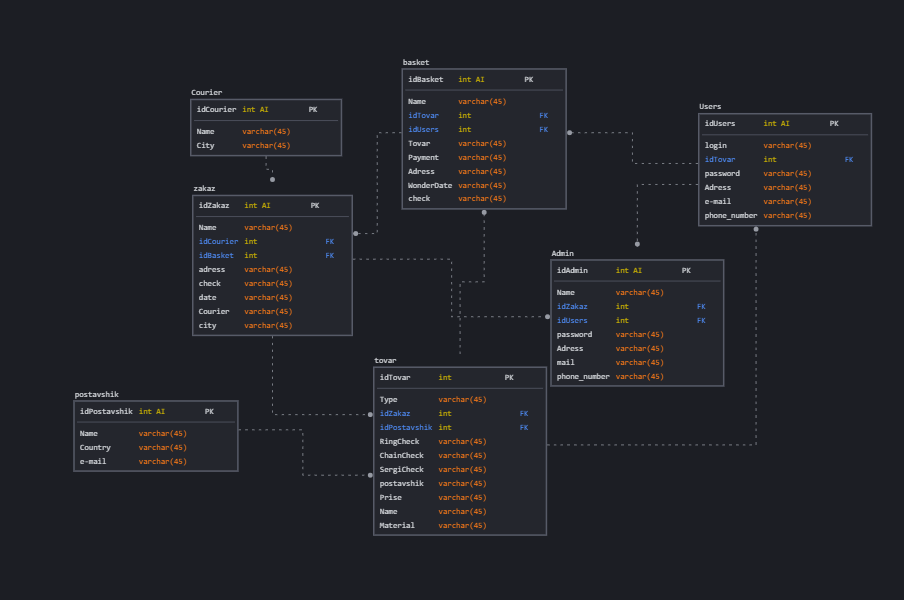 basket
idBasket int AI PK
Name varchar(45)
idTovar int FK
idUsers int FK
Tovar varchar(45)
Payment varchar(45)
Adress varchar(45)
WonderDate varchar(45)
check varchar(45)
Courier
idCourier int AI PK
Name varchar(45)
City varchar(45)
Users
idUsers int AI PK
login varchar(45)
idTovar int FK
password varchar(45)
Adress varchar(45)
e-mail varchar(45)
phone_number varchar(45)
zakaz
idZakaz int AI PK
Name varchar(45)
idCourier int FK
idBasket int FK
adress varchar(45)
check varchar(45)
date varchar(45)
Courier varchar(45)
city varchar(45)
Admin
idAdmin int AI PK
Name varchar(45)
idZakaz int FK
idUsers int FK
password varchar(45)
Adress varchar(45)
mail varchar(45)
phone_number varchar(45)
tovar
idTovar int PK
Type varchar(45)
idZakaz int FK
idPostavshik int FK
RingCheck varchar(45)
ChainCheck varchar(45)
SergiCheck varchar(45)
postavshik varchar(45)
Prise varchar(45)
Name varchar(45)
Material varchar(45)
postavshik
idPostavshik int AI PK
Name varchar(45)
Country varchar(45)
e-mail varchar(45)